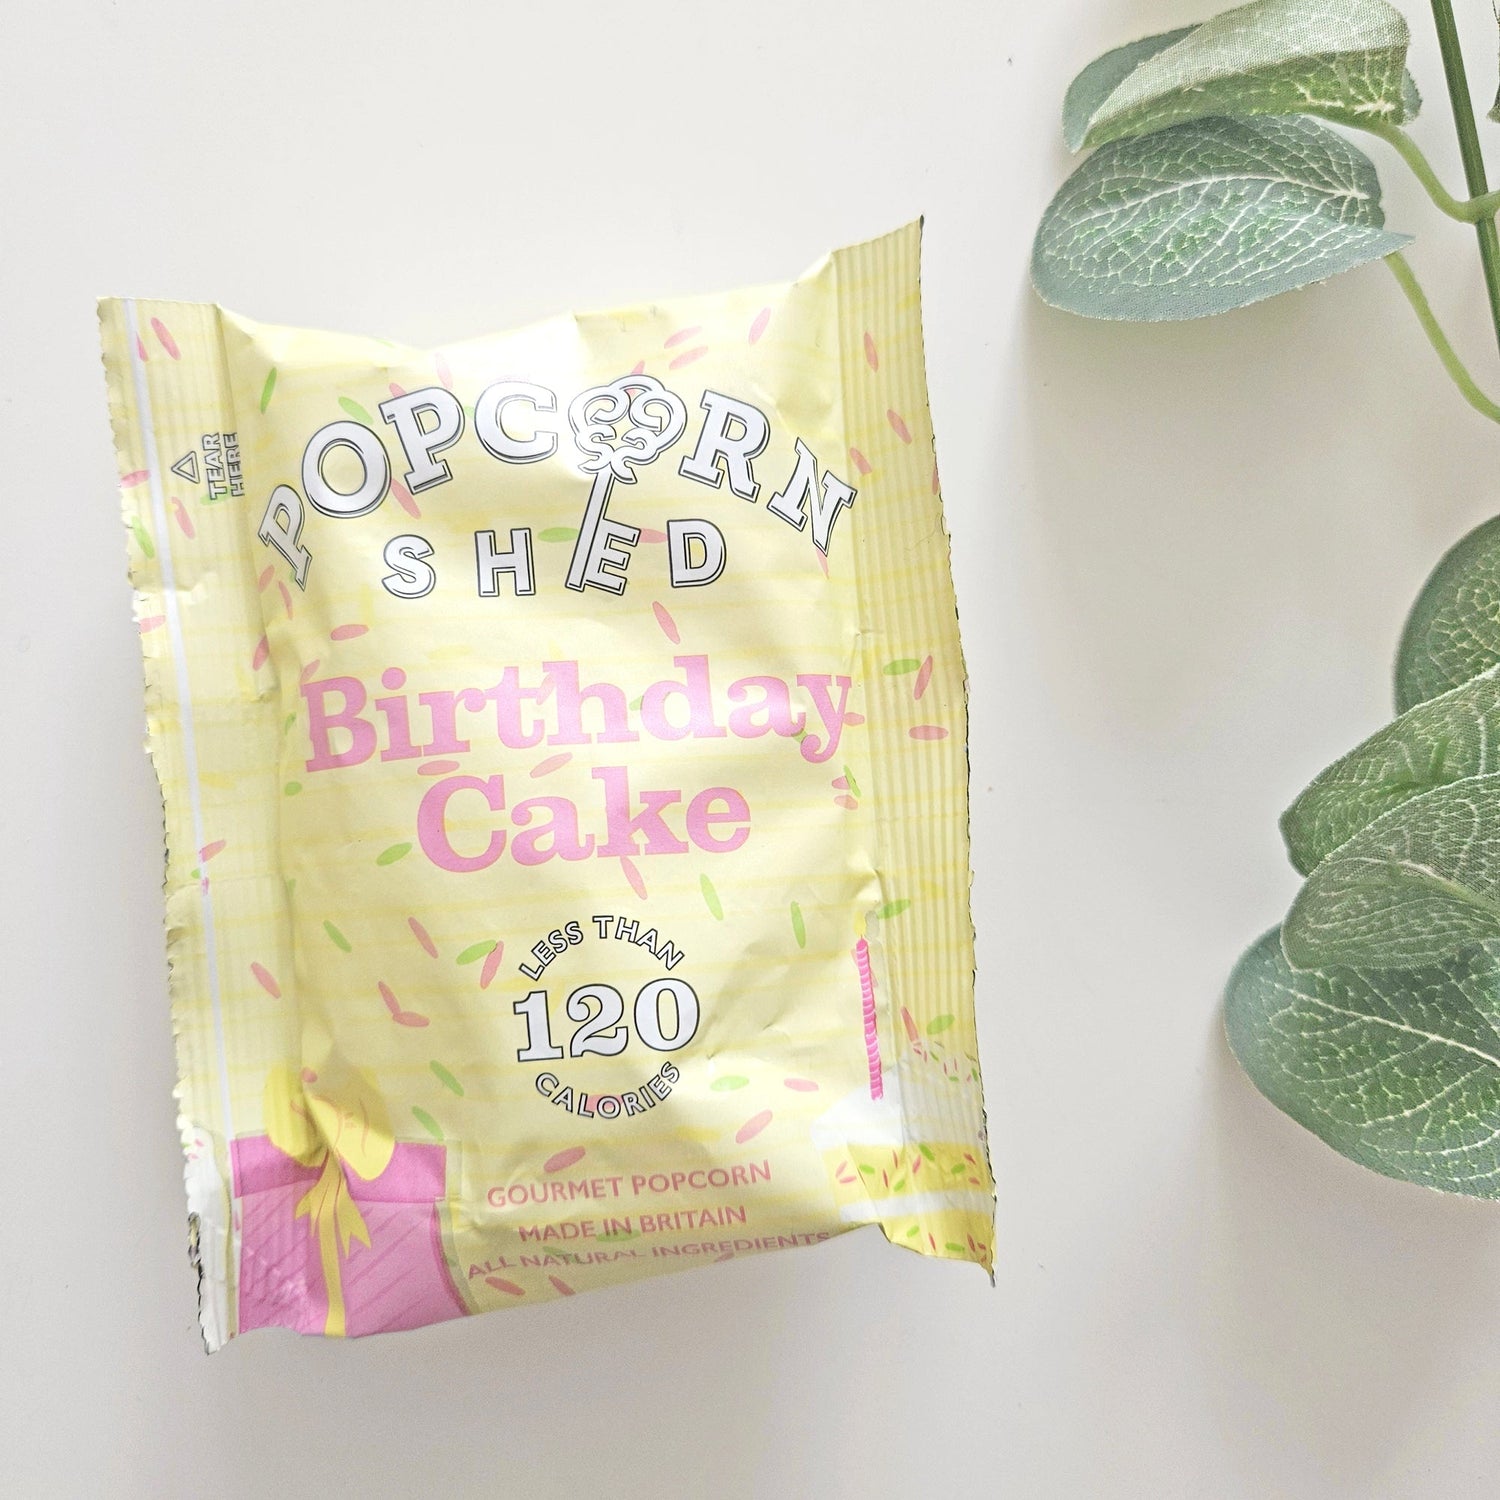 TEAR
HERE
POPCORN
SHED
Birthday
Cake
LESS THAN
120
CALORIES
GOURMET POPCORN
MADE IN BRITAIN
ALL NATURAL INGREDIENTS